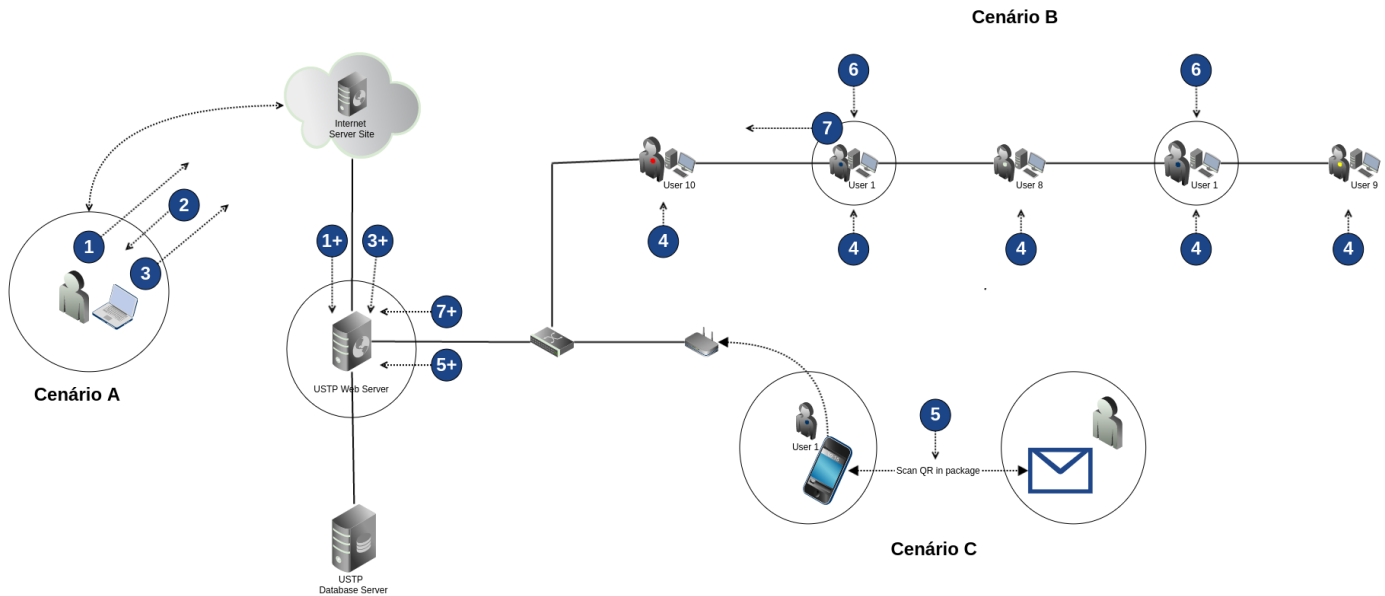 Cenário B
6
6
Internet
Server Site
7
User 10
User 1
User 8
User 1
User 9
2
1
1+
3+
4
4
4
4
4
3
7+
5+
USTP Web Server
Cenário A
5
User 1
Scan QR in package
Cenário C
USTP
Database Server